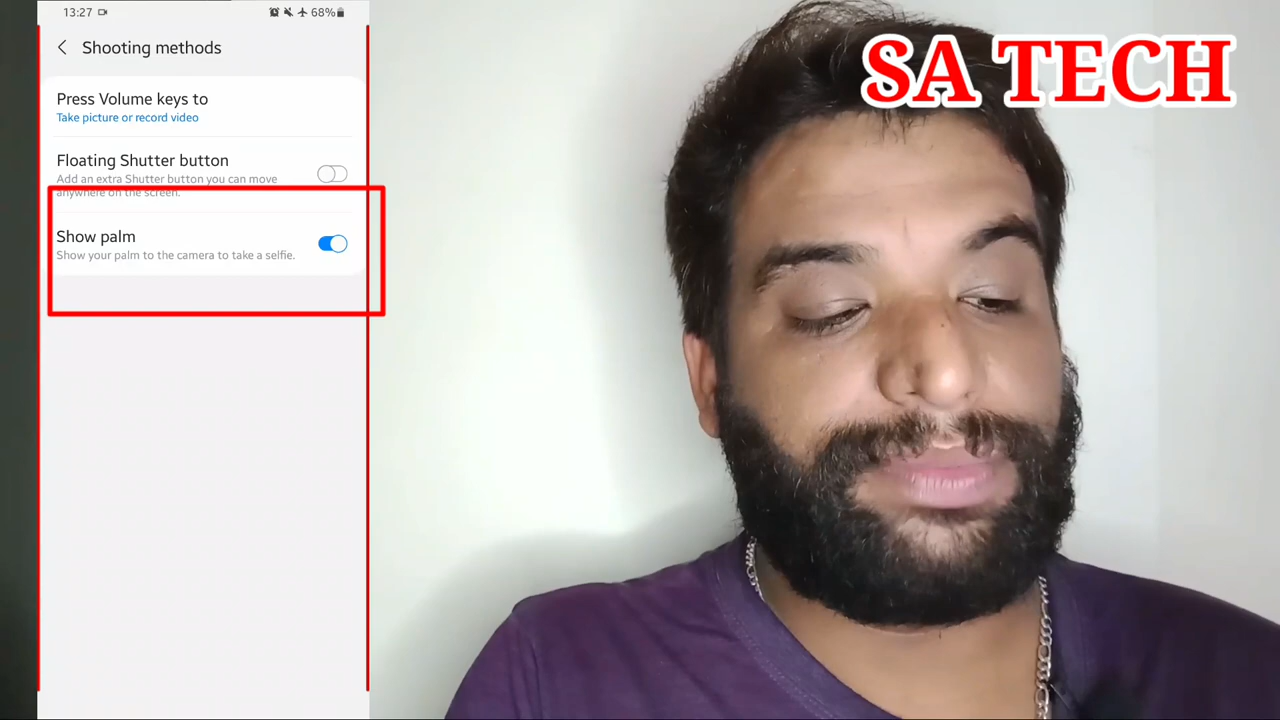 13:27
68%
Shooting methods
Press Volume keys to
Take picture or record video
Floating Shutter button
Add an extra Shutter button you can move
anywhere on the screen.
Show palm
Show your palm to the camera to take a selfie.
SA TECH